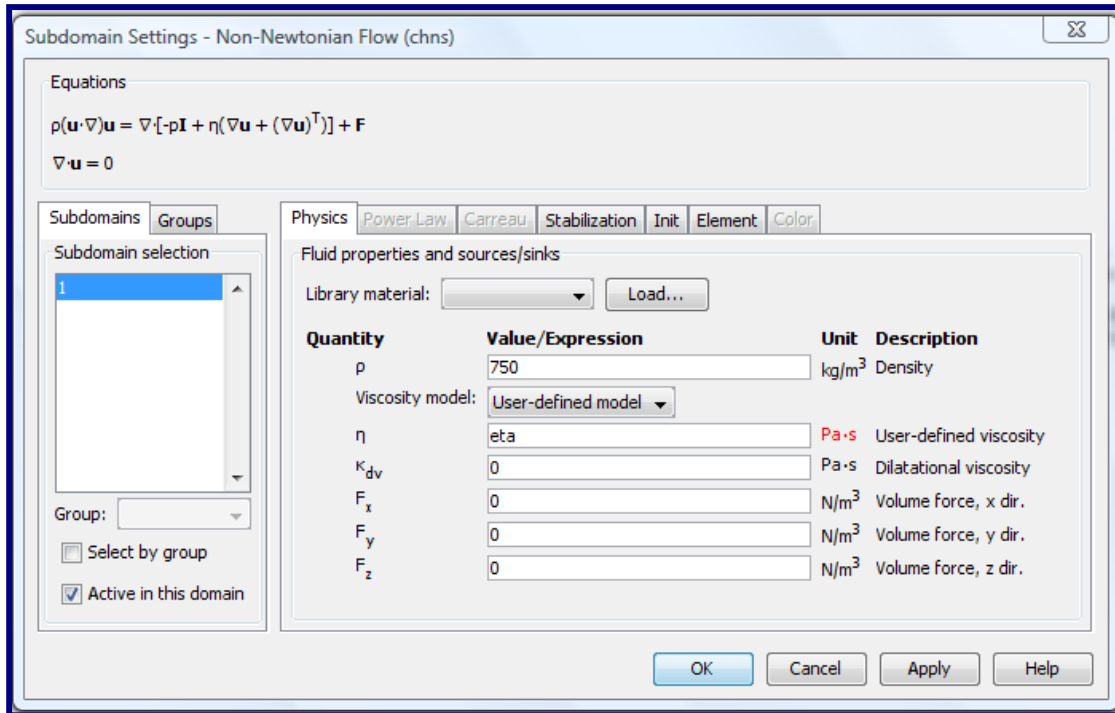 Subdomain Settings - Non-Newtonian Flow (chns)
Equations
ρ(u·∇)u = ∇·[-pI + η(∇u + (∇u)ᵀ)] + F
∇·u = 0
Subdomains Groups
Physics Power Law Carreau Stabilization Init Element Color
Subdomain selection
1
Group:
Select by group
Active in this domain
Fluid properties and sources/sinks
Library material: Load...
Quantity Value/Expression Unit Description
ρ 750 kg/m³ Density
Viscosity model: User-defined model
η eta Pa·s User-defined viscosity
κdv 0 Pa·s Dilatational viscosity
Fx 0 N/m³ Volume force, x dir.
Fy 0 N/m³ Volume force, y dir.
Fz 0 N/m³ Volume force, z dir.
OK Cancel Apply Help